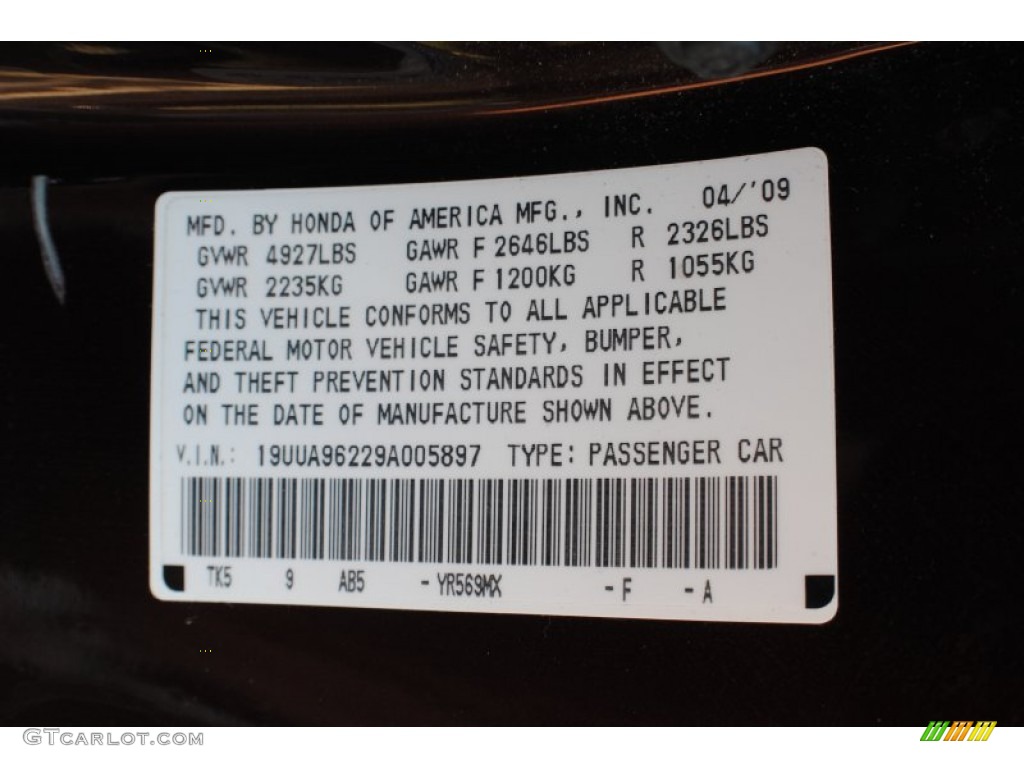 MFD. BY HONDA OF AMERICA MFG., INC. 04/'09
GVWR 4927LBS GAWR F 2646LBS R 2326LBS
GVWR 2235KG GAWR F 1200KG R 1055KG
THIS VEHICLE CONFORMS TO ALL APPLICABLE
FEDERAL MOTOR VEHICLE SAFETY, BUMPER,
AND THEFT PREVENTION STANDARDS IN EFFECT
ON THE DATE OF MANUFACTURE SHOWN ABOVE.
V.I.N.: 19UUA96229A005897 TYPE: PASSENGER CAR
TK5 9 AB5 - YR569MX - F - A
GTCARLOT.COM